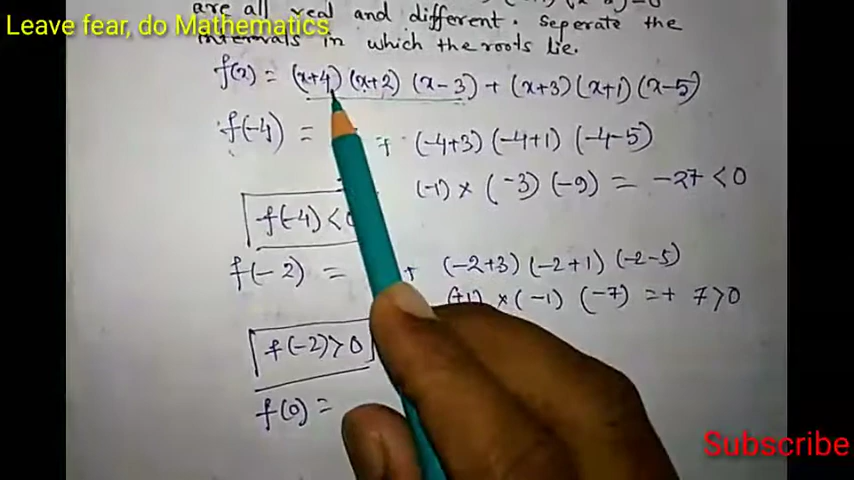 are all real and different. Seperate the
Leave fear, do Mathematics
intervals in which the roots lie.
f(x) = (x+4) (x+2) (x-3) + (x+3) (x+1) (x-5)
f(-4) = + (-4+3) (-4+1) (-4-5)
(-1) × (-3) (-9) = -27 < 0
f(-4) < 0
f(-2) = + (-2+3) (-2+1) (-2-5)
(+1) × (-1) (-7) = + 7 > 0
f(-2) > 0
f(0) =
Subscribe